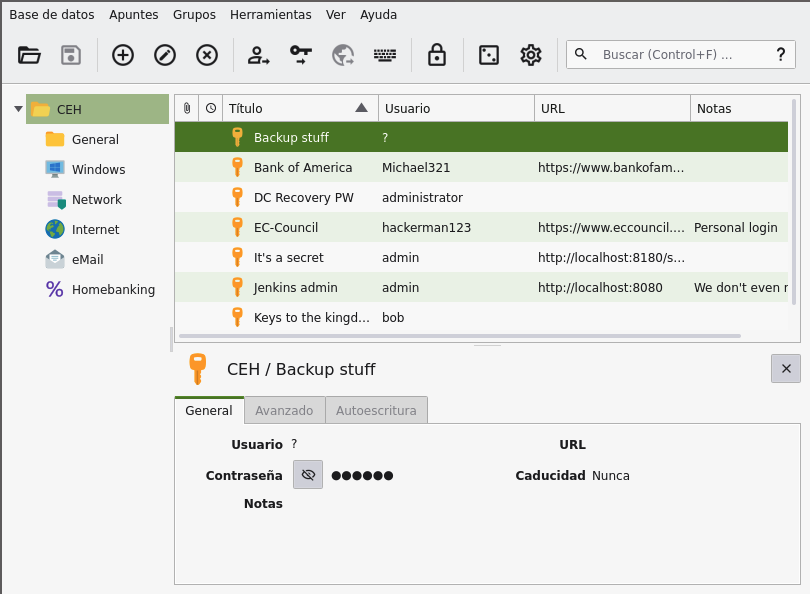 Base de datos Apuntes Grupos Herramientas Ver Ayuda
Buscar (Control+F) ... ?
CEH
General
Windows
Network
Internet
eMail
Homebanking
Título Usuario URL Notas
Backup stuff ?
Bank of America Michael321 https://www.bankofam...
DC Recovery PW administrator
EC-Council hackerman123 https://www.eccouncil.... Personal login
It's a secret admin http://localhost:8180/s...
Jenkins admin admin http://localhost:8080 We don't even
Keys to the kingd... bob
CEH / Backup stuff
General Avanzado Autoescritura
Usuario ? URL
Contraseña ●●●●●● Caducidad Nunca
Notas